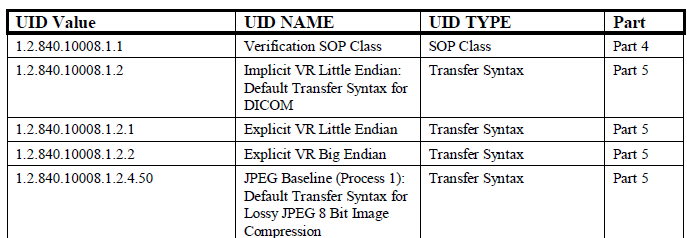 UID Value UID NAME UID TYPE Part
1.2.840.10008.1.1 Verification SOP Class SOP Class Part 4
1.2.840.10008.1.2 Implicit VR Little Endian: Transfer Syntax Part 5
Default Transfer Syntax for
DICOM
1.2.840.10008.1.2.1 Explicit VR Little Endian Transfer Syntax Part 5
1.2.840.10008.1.2.2 Explicit VR Big Endian Transfer Syntax Part 5
1.2.840.10008.1.2.4.50 JPEG Baseline (Process 1): Transfer Syntax Part 5
Default Transfer Syntax for
Lossy JPEG 8 Bit Image
Compression